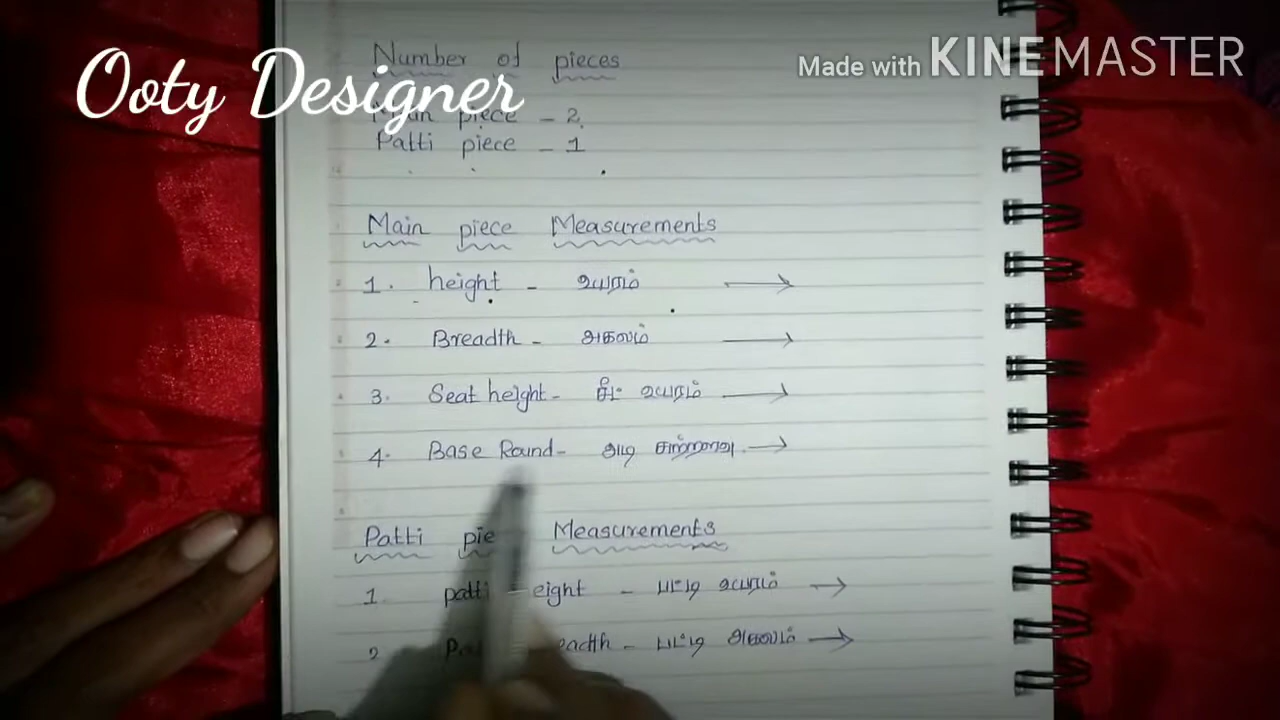 Number of pieces
Ooty Designer
Made with KINEMASTER
piece - 2
Patti piece - 1
Main piece Measurements
1. height - உயரம் →
2. Breadth - அகலம் →
3. Seat height - சீட் உயரம் →
4. Base Round - அடி சுற்றளவு. →
Patti Measurements
1. patti - பட்டி உயரம் →
2 - பட்டி அகலம் →